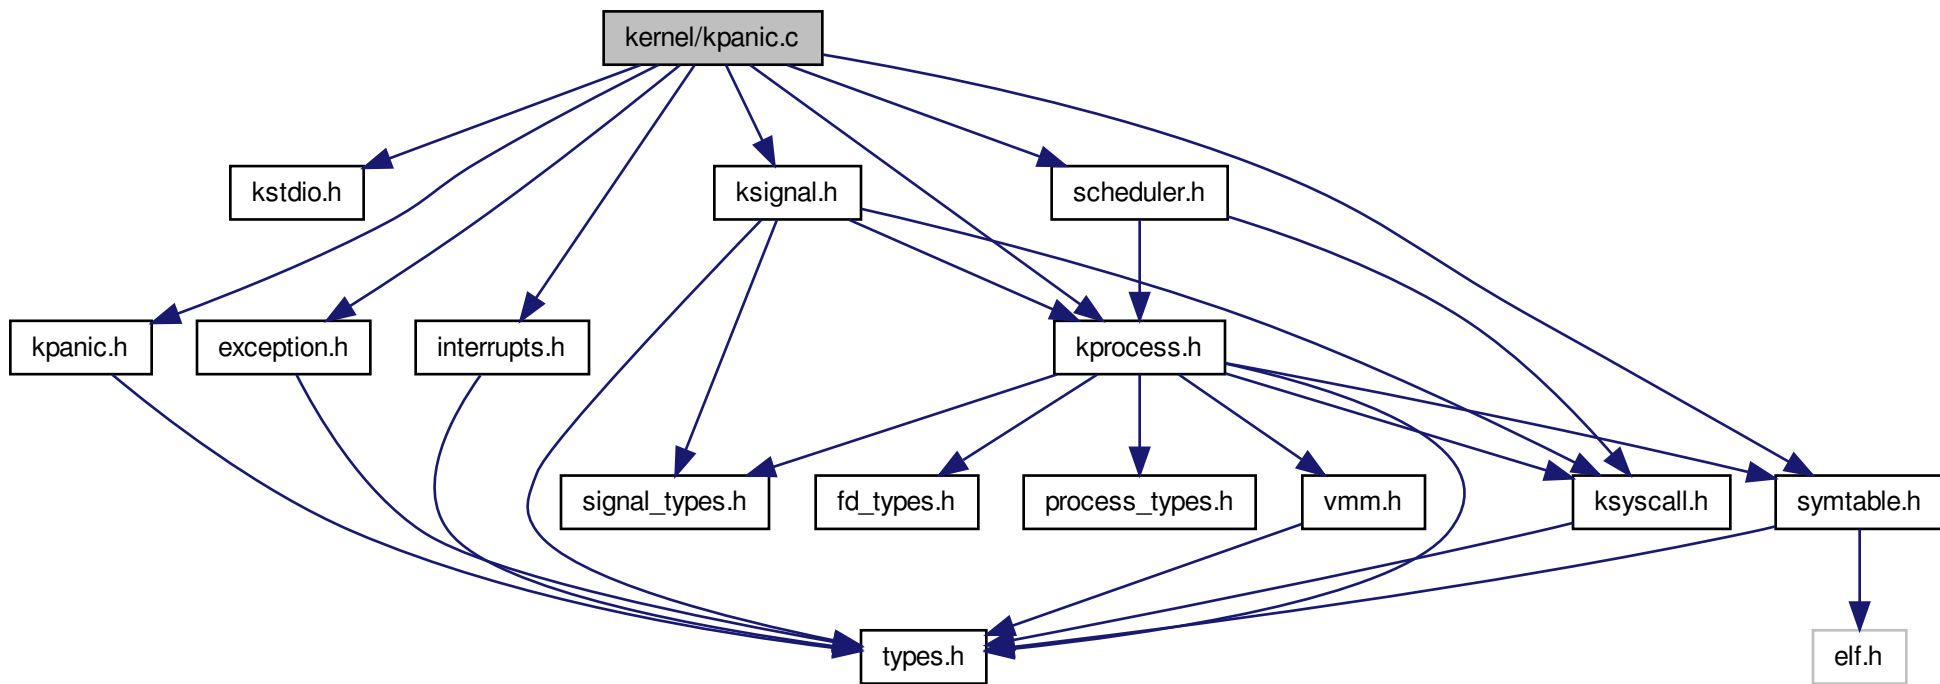 kernel/kpanic.c
kstdio.h
ksignal.h
scheduler.h
kpanic.h
exception.h
interrupts.h
kprocess.h
signal_types.h
fd_types.h
process_types.h
vmm.h
ksyscall.h
symtable.h
types.h
elf.h